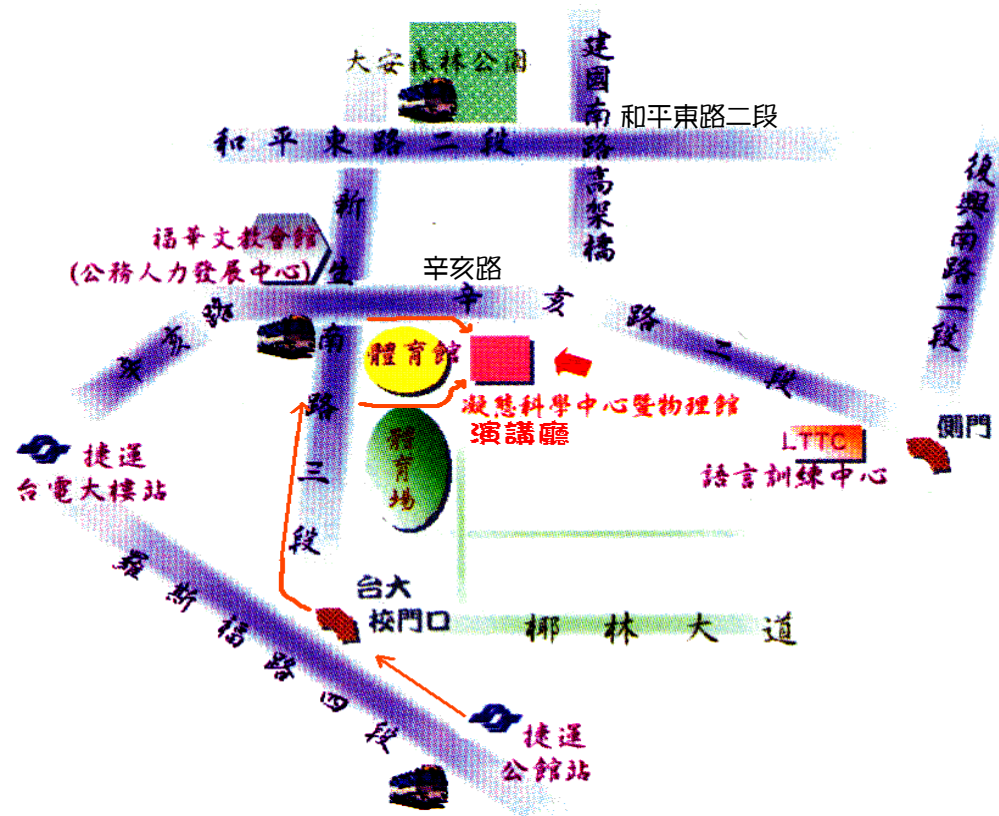 大安森林公園
建國南路高架橋
和平東路二段
和平東路二段
復興南路二段
新生南路三段
福華文教會館
(公務人力發展中心)
辛亥路
辛亥路二段
辛亥路
體育館
凝態科學中心暨物理館
演講廳
體育場
側門
LTTC
語言訓練中心
捷運
台電大樓站
羅斯福路四段
台大
校門口
椰林大道
捷運
公館站